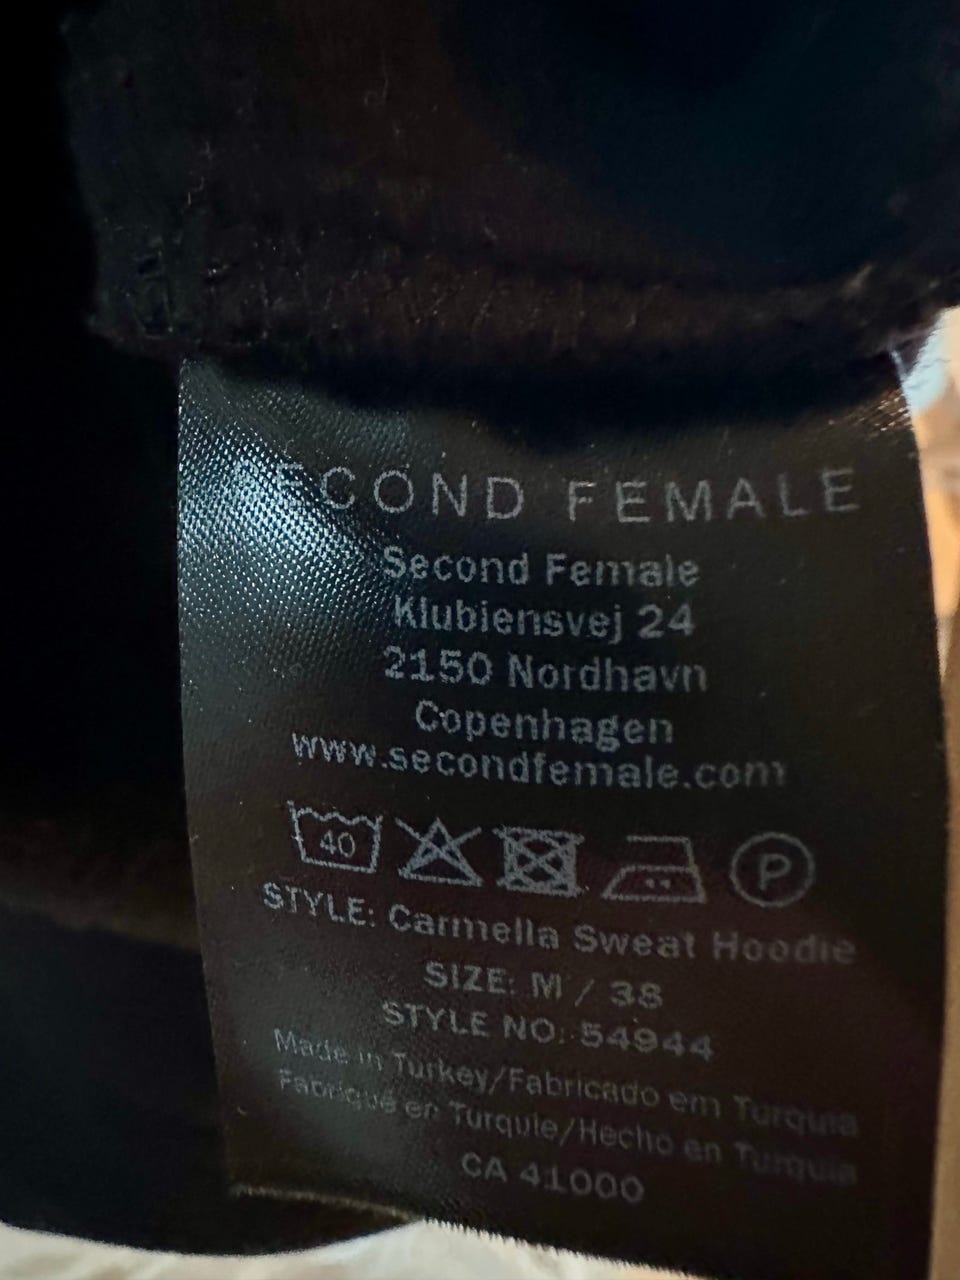 SECOND FEMALE
Second Female
Klubiensvej 24
2150 Nordhavn
Copenhagen
www.secondfemale.com
40 P
STYLE: Carmella Sweat Hoodie
SIZE: M / 38
STYLE NO: 54944
Made in Turkey/Fabricado em Turquia
Fabriqué en Turquie/Hecho en Turquia
CA 41000